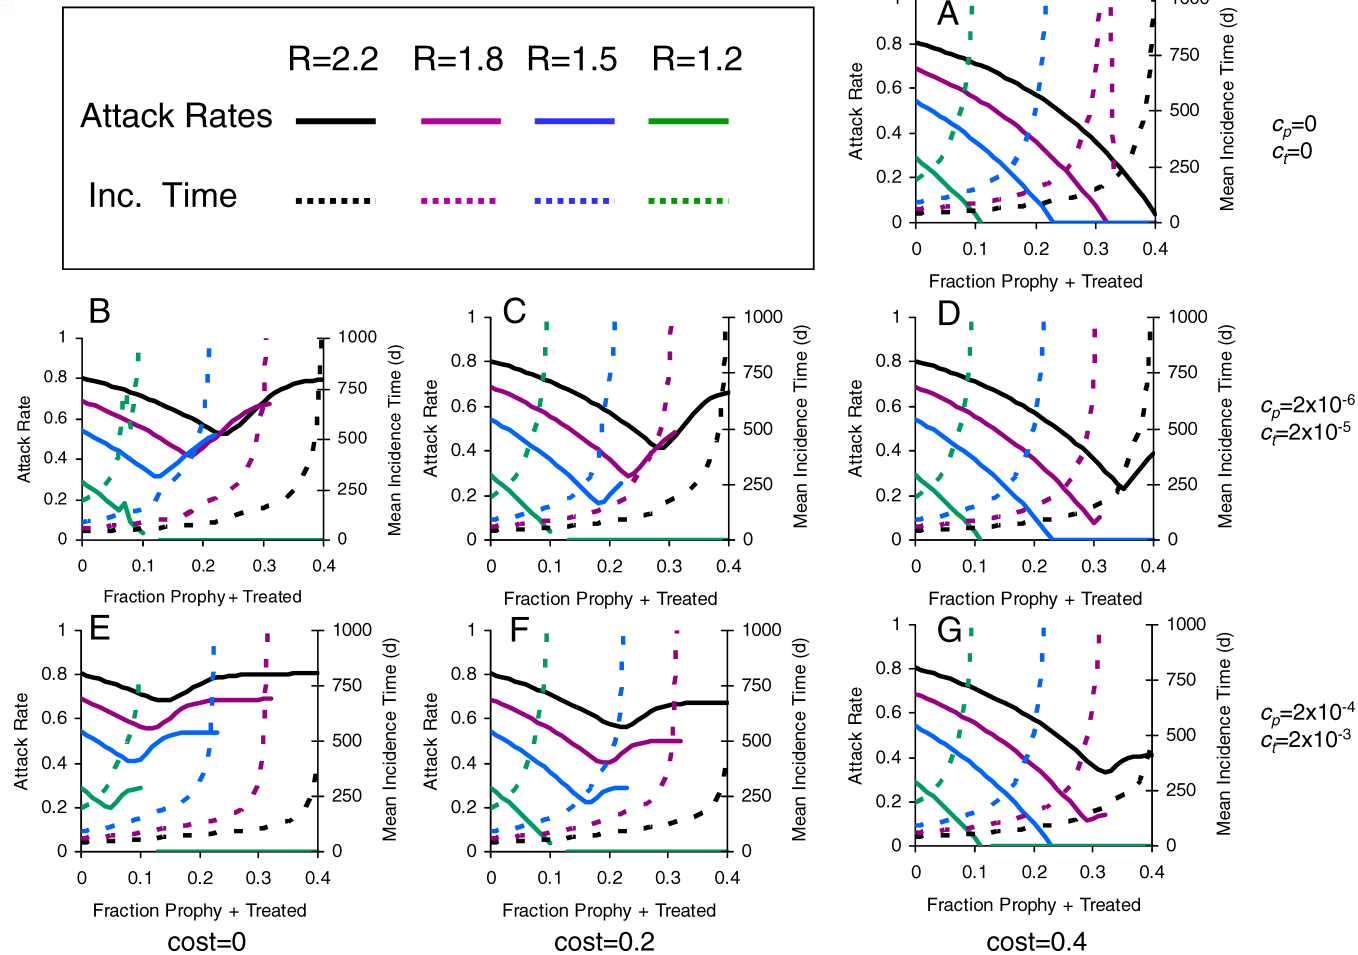 R=2.2 R=1.8 R=1.5 R=1.2
Attack Rates
Inc. Time
A
1 1000
0.8 750
0.6 500
0.4 250
0.2
0 0
0 0.1 0.2 0.3 0.4
Attack Rate
Mean Incidence Time (d)
Fraction Prophy + Treated
cp=0
ct=0
B
1 1000
0.8 750
0.6 500
0.4 250
0.2
0 0
0 0.1 0.2 0.3 0.4
Attack Rate
Mean Incidence Time (d)
Fraction Prophy + Treated
C
1 1000
0.8 750
0.6 500
0.4 250
0.2
0 0
0 0.1 0.2 0.3 0.4
Attack Rate
Mean Incidence Time (d)
Fraction Prophy + Treated
D
1 1000
0.8 750
0.6 500
0.4 250
0.2
0 0
0 0.1 0.2 0.3 0.4
Attack Rate
Mean Incidence Time (d)
Fraction Prophy + Treated
cp=2x10-6
ct=2x10-5
E
1 1000
0.8 750
0.6 500
0.4 250
0.2
0 0
0 0.1 0.2 0.3 0.4
Attack Rate
Mean Incidence Time (d)
Fraction Prophy + Treated
cost=0
F
1 1000
0.8 750
0.6 500
0.4 250
0.2
0 0
0 0.1 0.2 0.3 0.4
Attack Rate
Mean Incidence Time (d)
Fraction Prophy + Treated
cost=0.2
G
1 1000
0.8 750
0.6 500
0.4 250
0.2
0 0
0 0.1 0.2 0.3 0.4
Attack Rate
Mean Incidence Time (d)
Fraction Prophy + Treated
cost=0.4
cp=2x10-4
ct=2x10-3